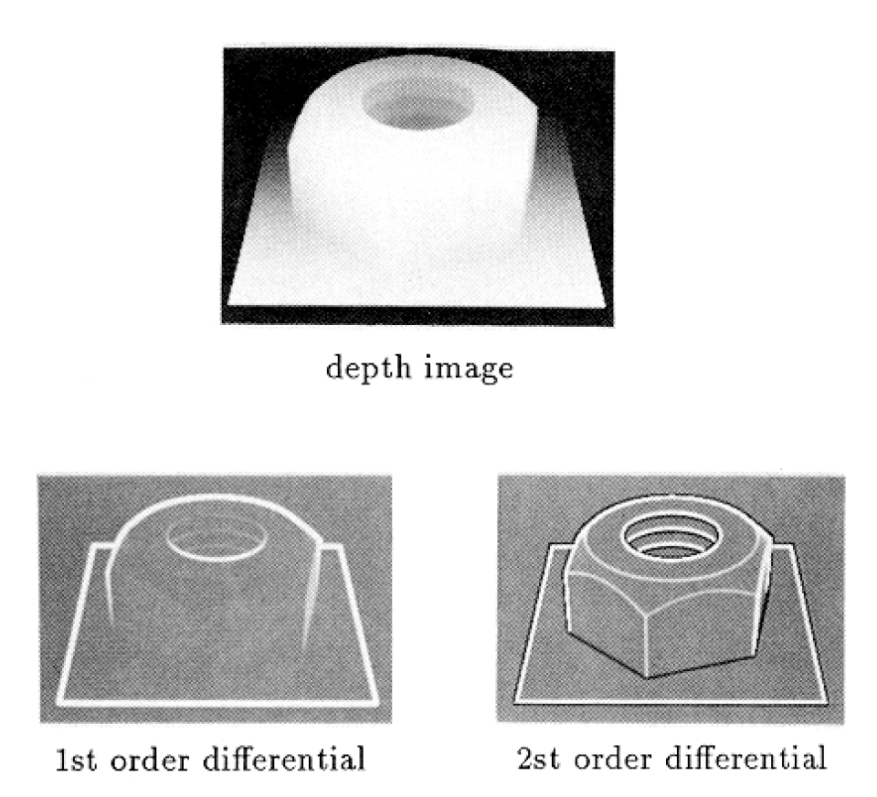 depth image
1st order differential
2st order differential